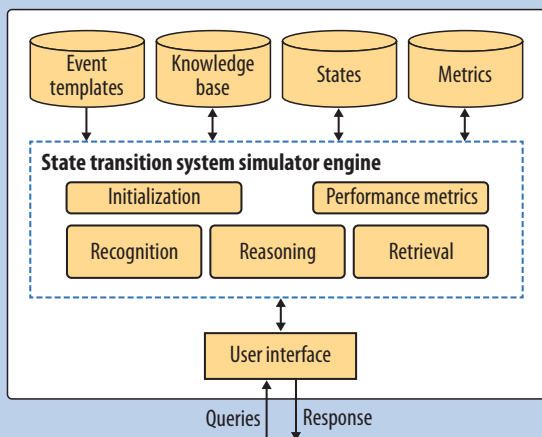 Event
templates
Knowledge
base
States
Metrics
State transition system simulator engine
Initialization
Performance metrics
Recognition
Reasoning
Retrieval
User interface
Queries
Response